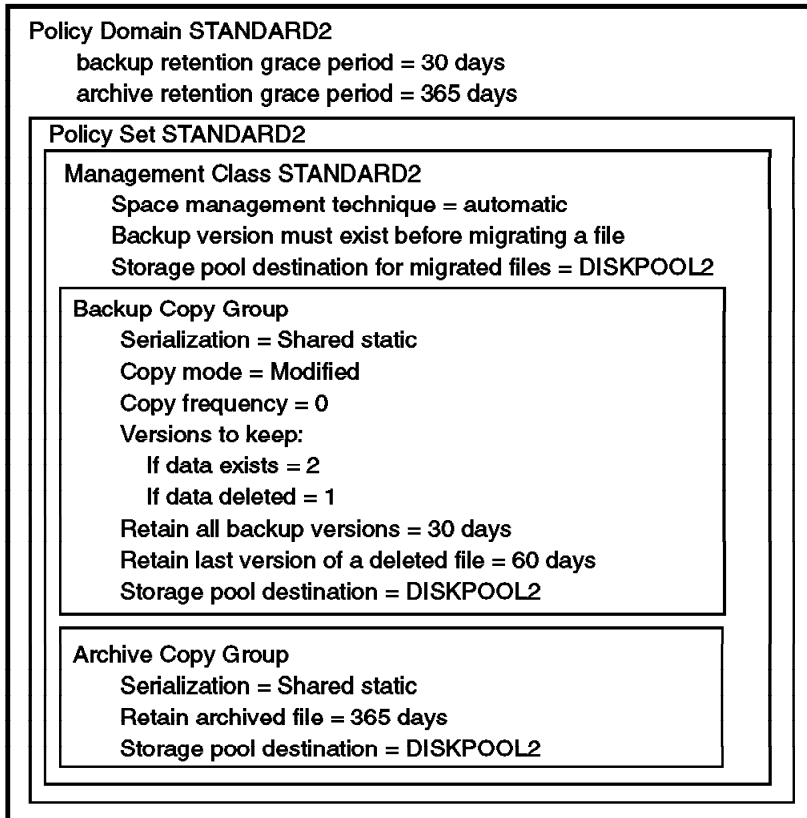 Policy Domain STANDARD2
backup retention grace period = 30 days
archive retention grace period = 365 days
Policy Set STANDARD2
Management Class STANDARD2
Space management technique = automatic
Backup version must exist before migrating a file
Storage pool destination for migrated files = DISKPOOL2
Backup Copy Group
Serialization = Shared static
Copy mode = Modified
Copy frequency = 0
Versions to keep:
If data exists = 2
If data deleted = 1
Retain all backup versions = 30 days
Retain last version of a deleted file = 60 days
Storage pool destination = DISKPOOL2
Archive Copy Group
Serialization = Shared static
Retain archived file = 365 days
Storage pool destination = DISKPOOL2